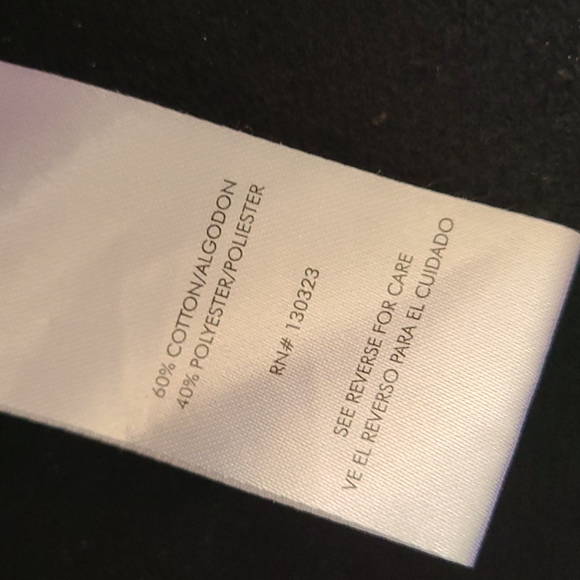 60% COTTON/ALGODON
40% POLYESTER/POLIESTER
RN# 130323
SEE REVERSE FOR CARE
VE EL REVERSO PARA EL CUIDADO